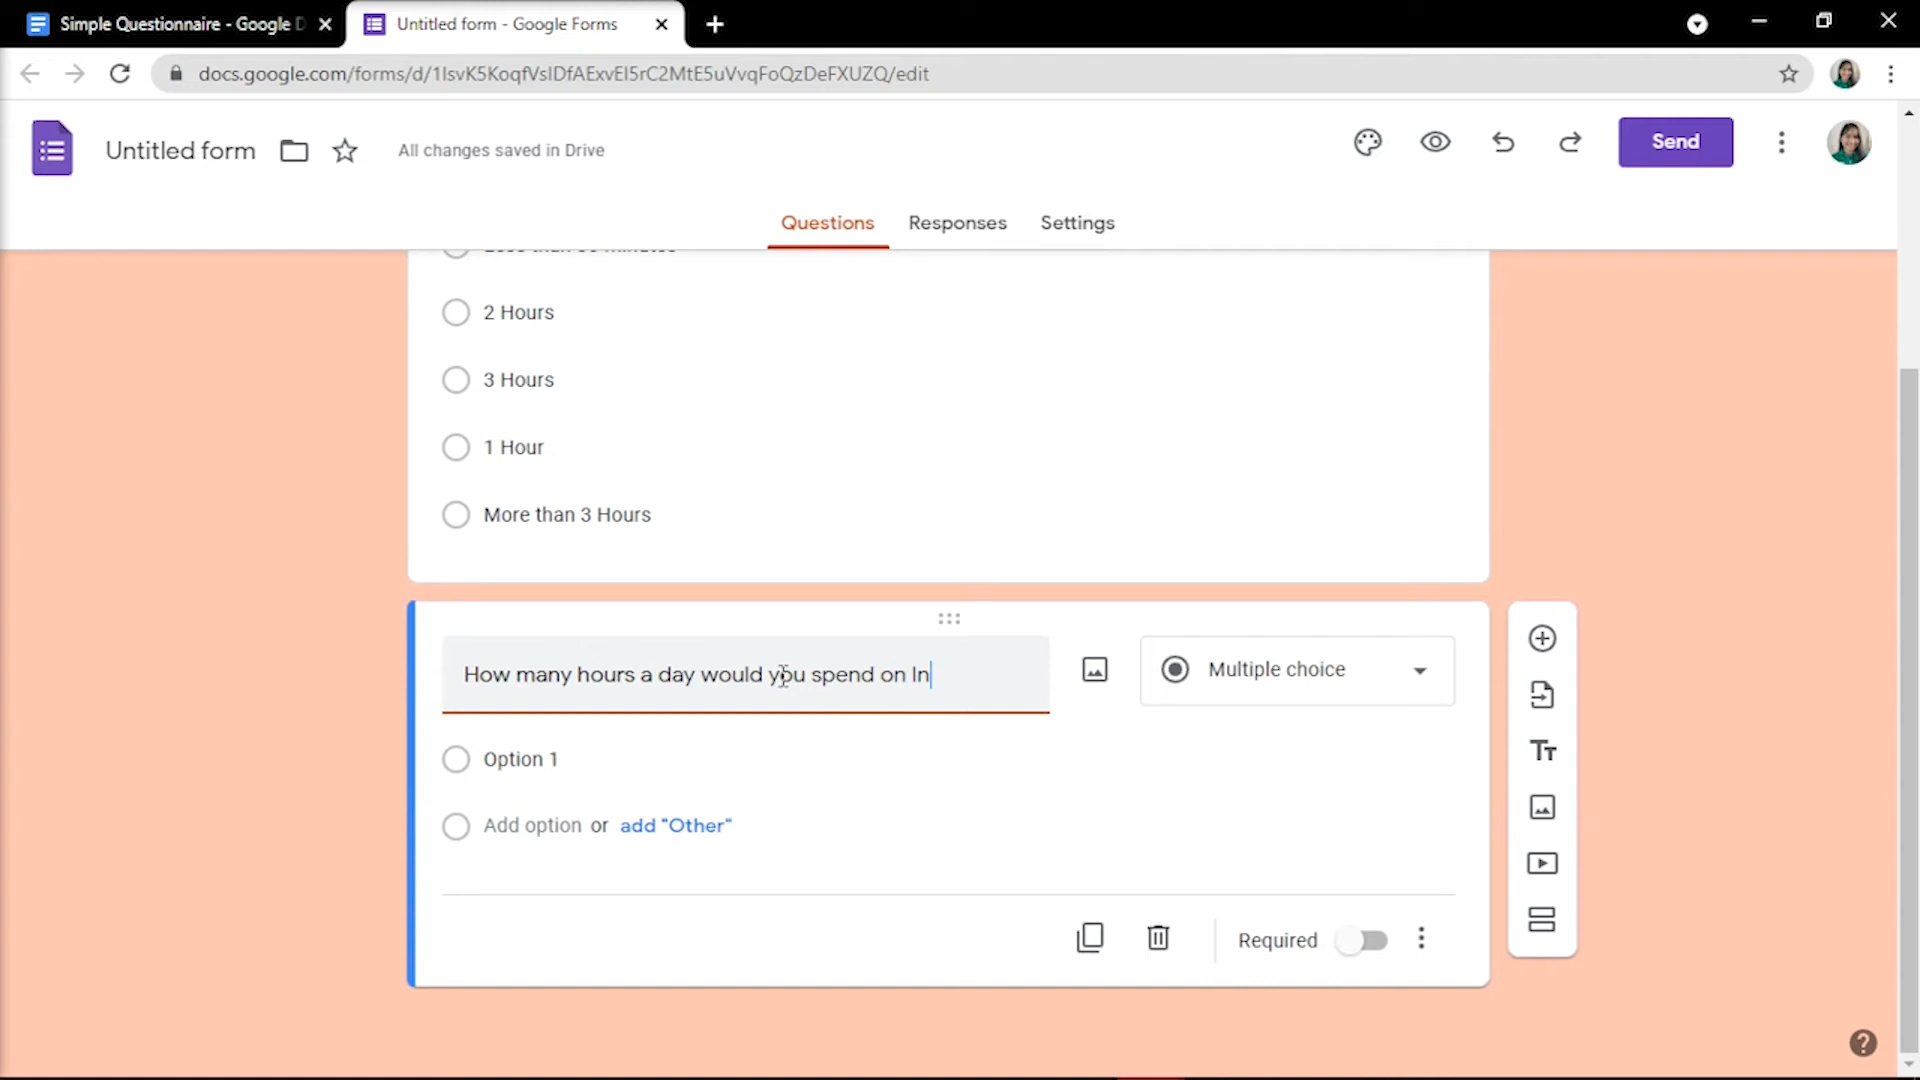 Simple Questionnaire - Google D
Untitled form - Google Forms
docs.google.com/forms/d/1lsvK5KoqfVslDfAExvEI5rC2MtE5uVvqFoQzDeFXUZQ/edit
Untitled form
All changes saved in Drive
Send
Questions Responses Settings
2 Hours
3 Hours
1 Hour
More than 3 Hours
How many hours a day would you spend on In
Multiple choice
Option 1
Add option or add "Other"
Required